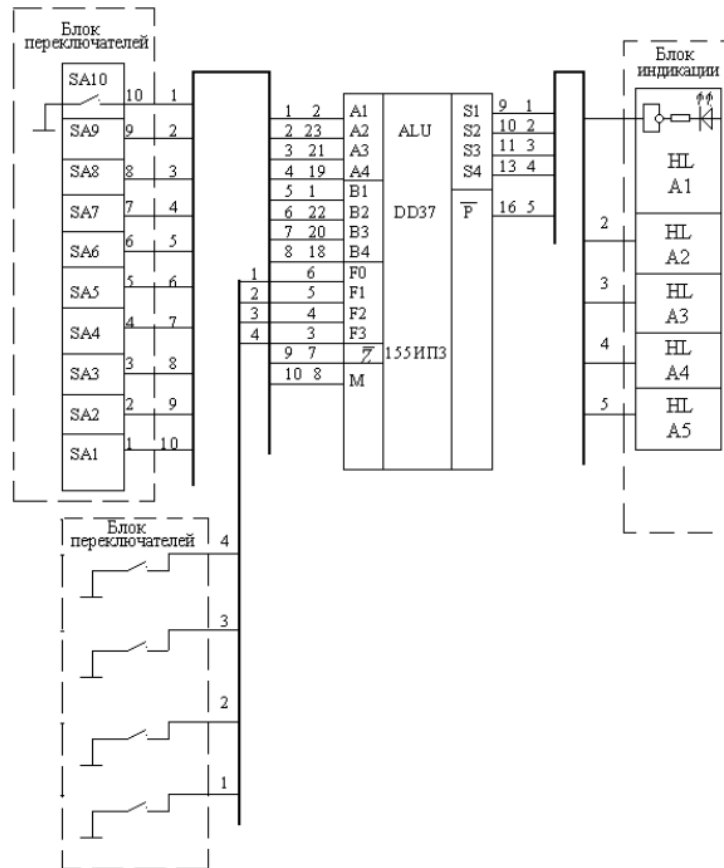 Блок
переключателей
SA10
10 1
SA9 9 2
SA8 8 3
SA7 7 4
SA6 6 5
SA5 5 6
SA4 4 7
SA3 3 8
SA2 2 9
SA1 1 10
1 2 A1
2 23 A2
3 21 A3
4 19 A4
5 1 B1
6 22 B2
7 20 B3
8 18 B4
1 6 F0
2 5 F1
3 4 F2
4 3 F3
9 7 Z
10 8 M
ALU
DD37
155ИП3
S1 9 1
S2 10 2
S3 11 3
S4 13 4
P 16 5
Блок
индикации
HL
A1
2 HL
A2
3 HL
A3
4 HL
A4
5 HL
A5
Блок
переключателей
4
3
2
1